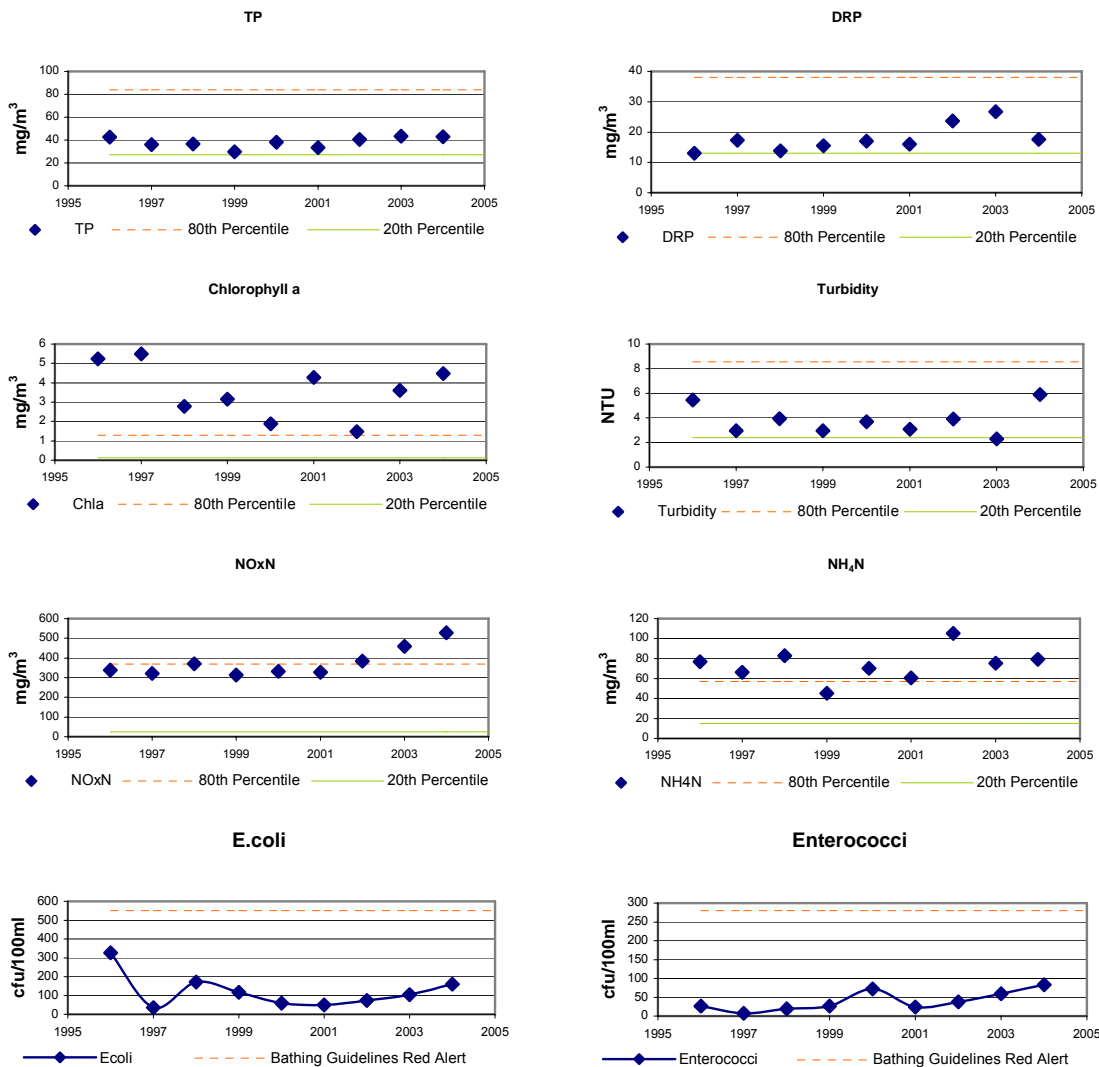 TP
mg/m³
100
80
60
40
20
0
1995 1997 1999 2001 2003 2005
TP 80th Percentile 20th Percentile
DRP
mg/m³
40
30
20
10
0
1995 1997 1999 2001 2003 2005
DRP 80th Percentile 20th Percentile
Chlorophyll a
mg/m³
6
5
4
3
2
1
0
1995 1997 1999 2001 2003 2005
Chla 80th Percentile 20th Percentile
Turbidity
NTU
10
8
6
4
2
0
1995 1997 1999 2001 2003 2005
Turbidity 80th Percentile 20th Percentile
NOxN
mg/m³
600
500
400
300
200
100
0
1995 1997 1999 2001 2003 2005
NOxN 80th Percentile 20th Percentile
NH₄N
mg/m³
120
100
80
60
40
20
0
1995 1997 1999 2001 2003 2005
NH4N 80th Percentile 20th Percentile
E.coli
cfu/100ml
600
500
400
300
200
100
0
1995 1997 1999 2001 2003 2005
Ecoli Bathing Guidelines Red Alert
Enterococci
cfu/100ml
300
250
200
150
100
50
0
1995 1997 1999 2001 2003 2005
Enterococci Bathing Guidelines Red Alert